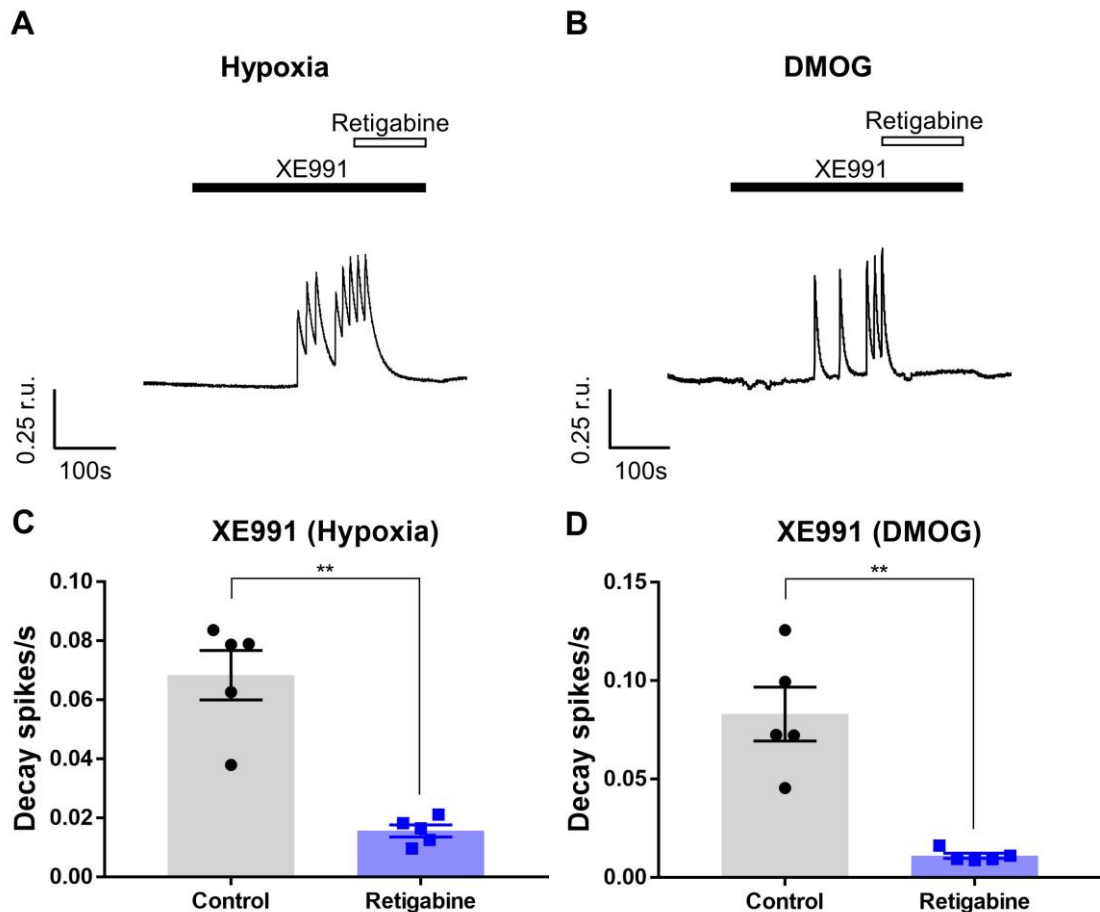 A
Hypoxia
Retigabine
XE991
0.25 r.u.
100s
B
DMOG
Retigabine
XE991
0.25 r.u.
100s
C
XE991 (Hypoxia)
**
Decay spikes/s
0.10
0.08
0.06
0.04
0.02
0.00
Control
Retigabine
D
XE991 (DMOG)
**
Decay spikes/s
0.15
0.10
0.05
0.00
Control
Retigabine